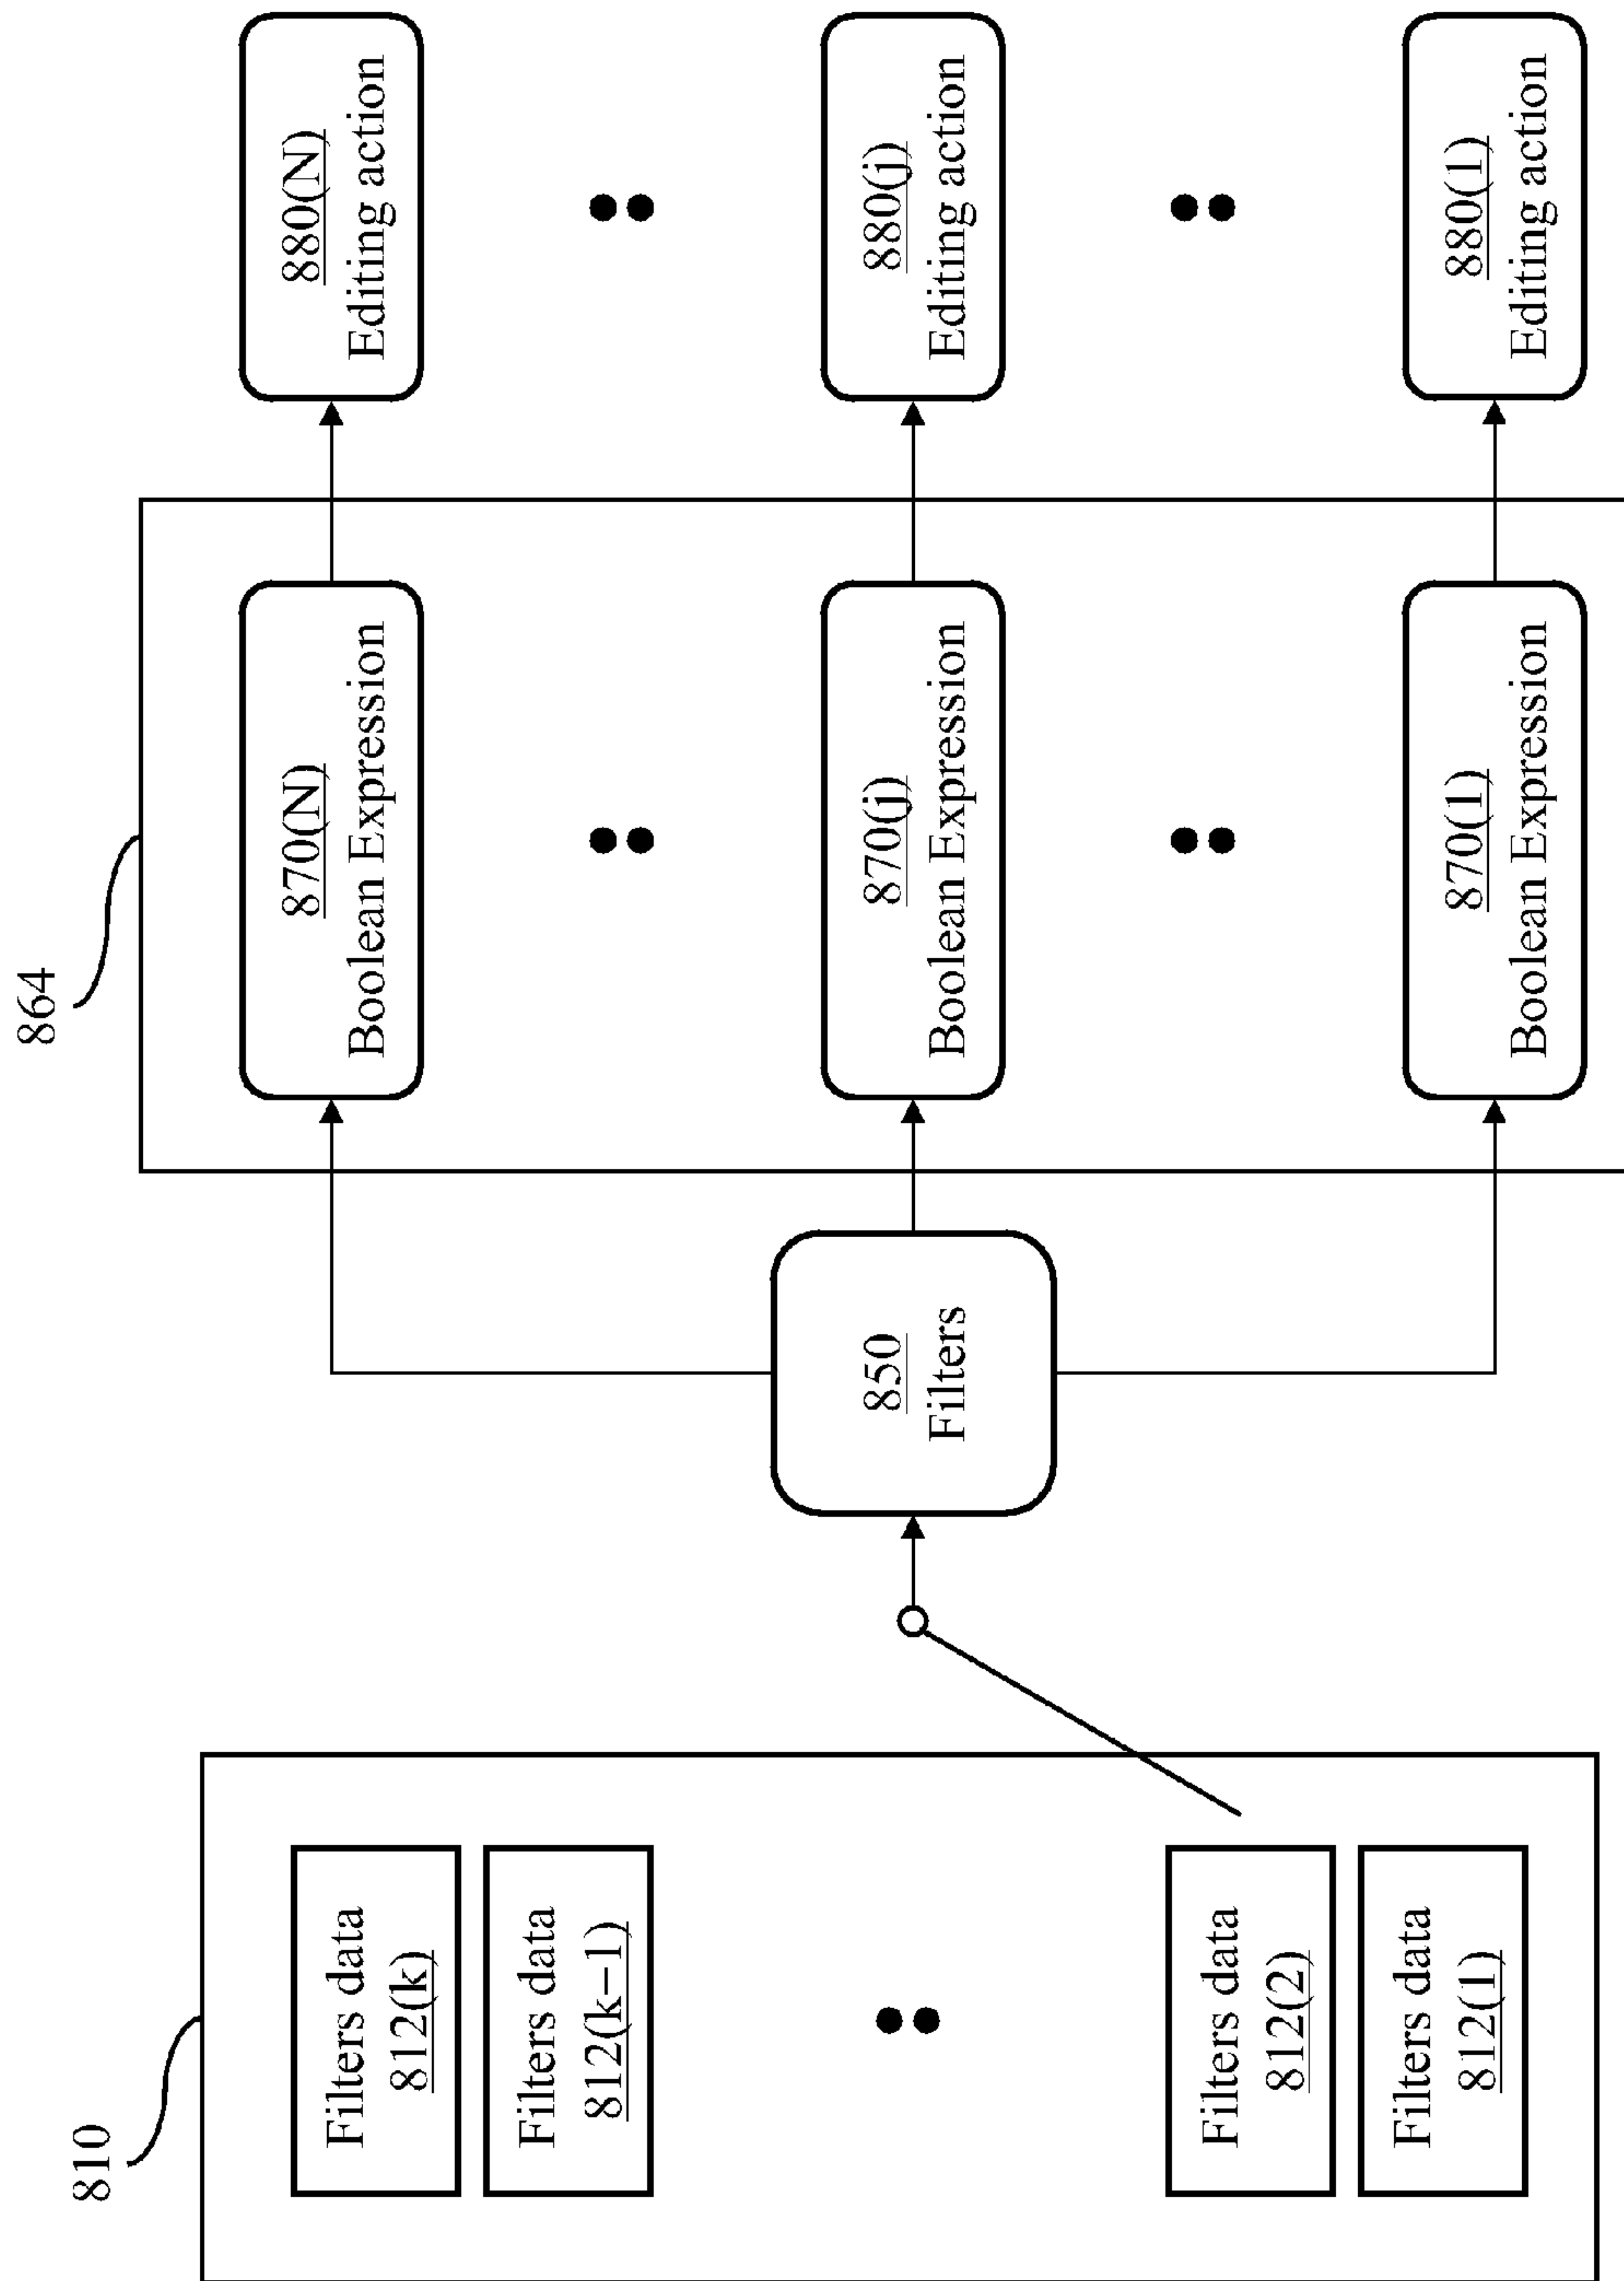 810
Filters data
812(k)
Filters data
812(k−1)
Filters data
812(2)
Filters data
812(1)
850
Filters
864
870(N)
Boolean Expression
870(j)
Boolean Expression
870(1)
Boolean Expression
880(N)
Editing action
880(j)
Editing action
880(1)
Editing action